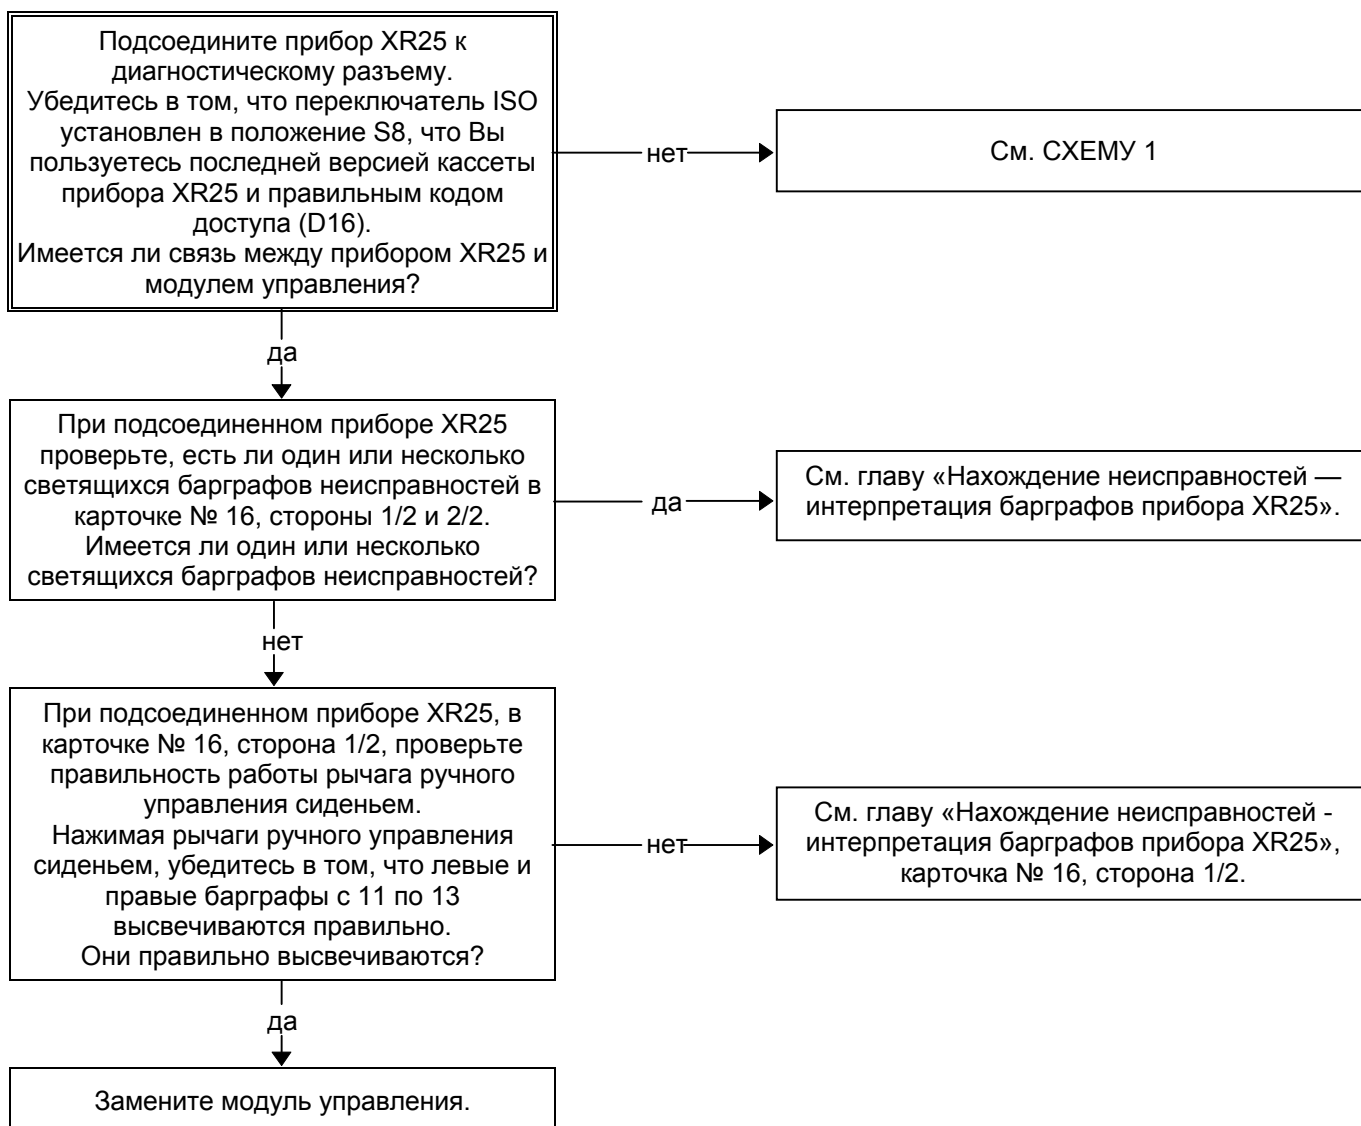 Подсоедините прибор XR25 к
диагностическому разъему.
Убедитесь в том, что переключатель ISO
установлен в положение S8, что Вы
пользуетесь последней версией кассеты
прибора XR25 и правильным кодом
доступа (D16).
Имеется ли связь между прибором XR25 и
модулем управления?
нет
См. СХЕМУ 1
да
При подсоединенном приборе XR25
проверьте, есть ли один или несколько
светящихся барграфов неисправностей в
карточке № 16, стороны 1/2 и 2/2.
Имеется ли один или несколько
светящихся барграфов неисправностей?
да
См. главу «Нахождение неисправностей —
интерпретация барграфов прибора XR25».
нет
При подсоединенном приборе XR25, в
карточке № 16, сторона 1/2, проверьте
правильность работы рычага ручного
управления сиденьем.
Нажимая рычаги ручного управления
сиденьем, убедитесь в том, что левые и
правые барграфы с 11 по 13
высвечиваются правильно.
Они правильно высвечиваются?
нет
См. главу «Нахождение неисправностей -
интерпретация барграфов прибора XR25»,
карточка № 16, сторона 1/2.
да
Замените модуль управления.